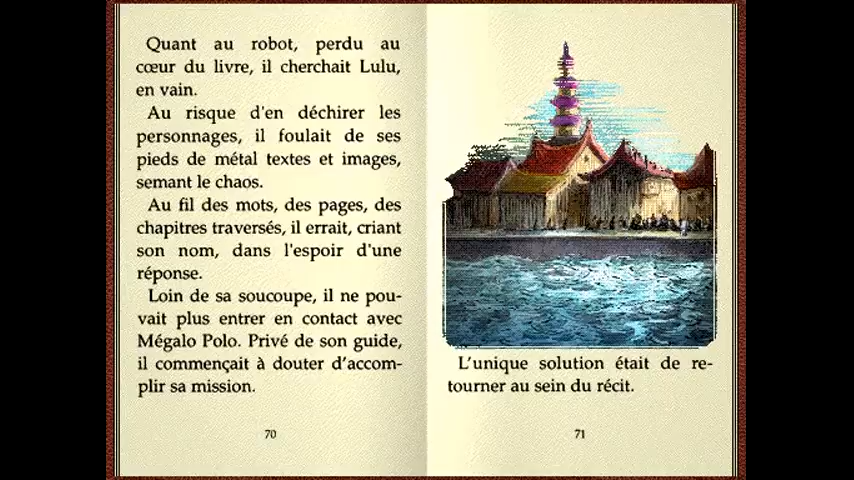 Quant au robot, perdu au
cœur du livre, il cherchait Lulu,
en vain.
Au risque d'en déchirer les
personnages, il foulait de ses
pieds de métal textes et images,
semant le chaos.
Au fil des mots, des pages, des
chapitres traversés, il errait, criant
son nom, dans l'espoir d'une
réponse.
Loin de sa soucoupe, il ne pou-
vait plus entrer en contact avec
Mégalo Polo. Privé de son guide,
il commençait à douter d'accom-
plir sa mission.
70
L'unique solution était de re-
tourner au sein du récit.
71